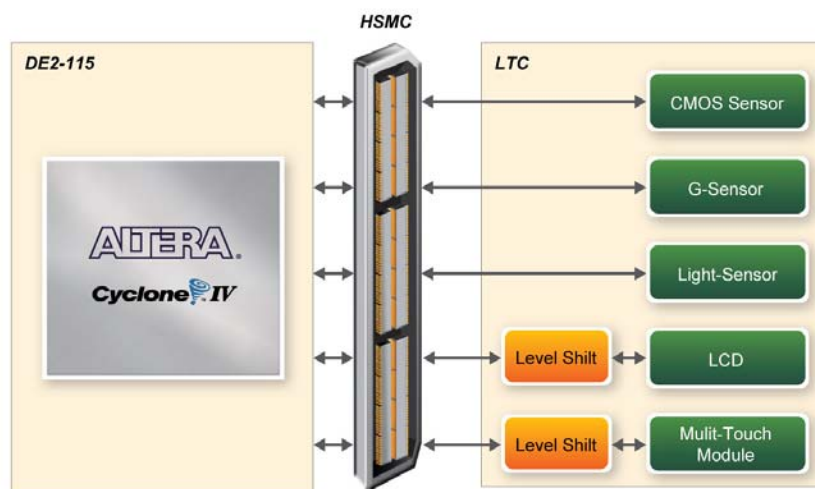 HSMC
DE2-115
LTC
ALTERA®
Cyclone™ IV
CMOS Sensor
G-Sensor
Light-Sensor
Level Shilt
LCD
Level Shilt
Mulit-Touch
Module